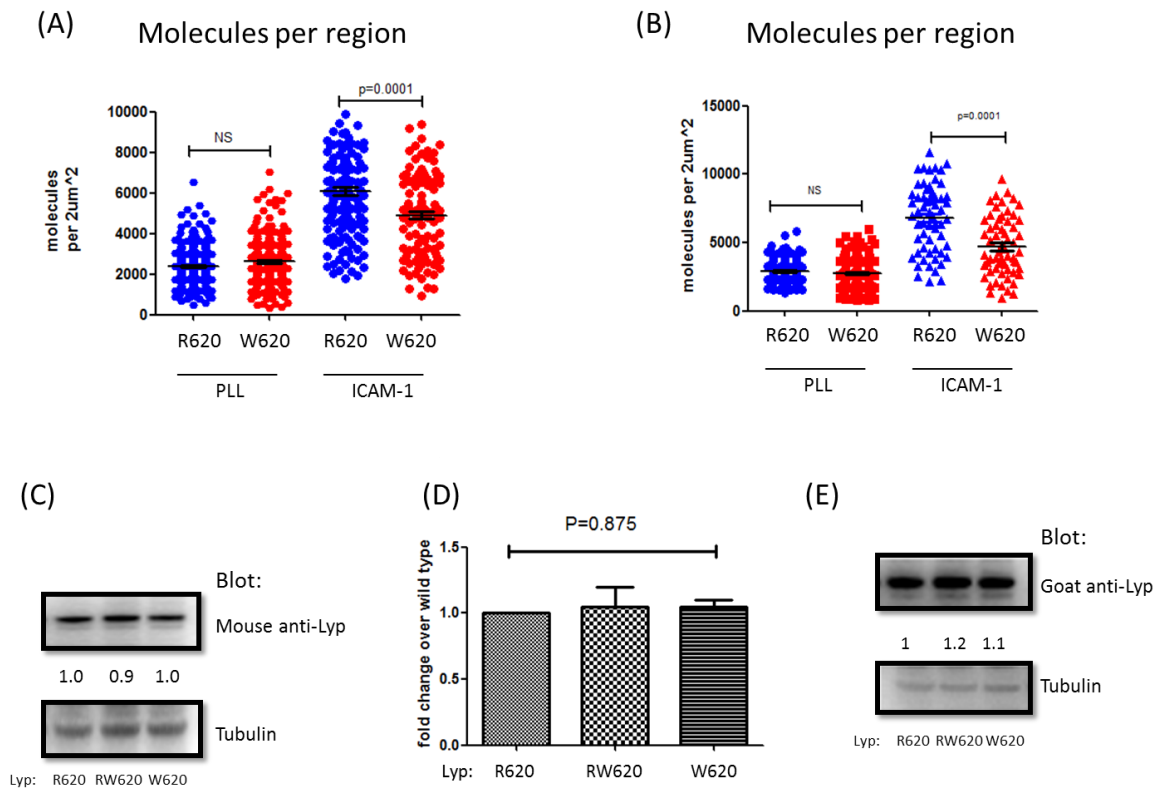 (A)
Molecules per region
p=0.0001
NS
10000
8000
6000
4000
2000
0
molecules
per 2um^2
R620 W620 R620 W620
PLL ICAM-1
(B)
Molecules per region
p=0.0001
NS
15000
10000
5000
0
molecules per 2um^2
R620 W620 R620 W620
PLL ICAM-1
(C)
Blot:
Mouse anti-Lyp
1.0 0.9 1.0
Tubulin
Lyp: R620 RW620 W620
(D)
P=0.875
1.5
1.0
0.5
0.0
fold change over wild type
Lyp: R620 RW620 W620
(E)
Blot:
Goat anti-Lyp
1 1.2 1.1
Tubulin
Lyp: R620 RW620 W620